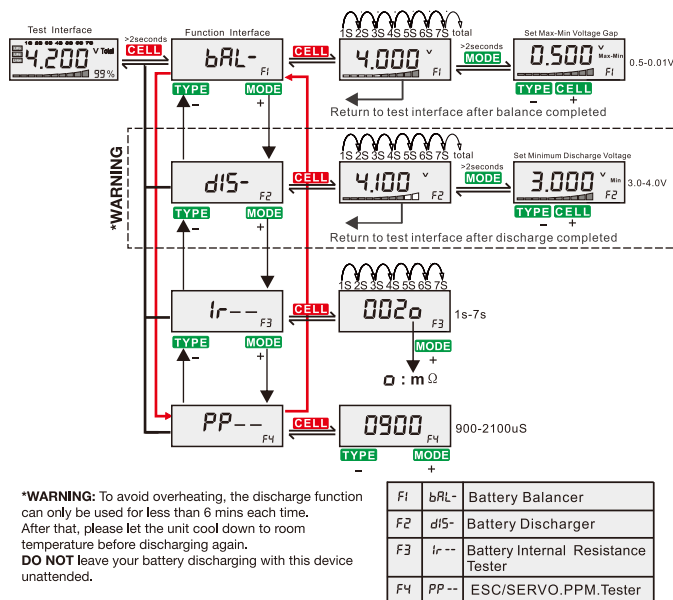 Test Interface
1S 2S 3S 4S 5S 6S 7S
4.200 V Total
99%
>2seconds
CELL
Function Interface
bAL-
F1
CELL
1S 2S 3S 4S 5S 6S 7S total
4.000 v
F1
>2seconds
MODE
Set Max-Min Voltage Gap
0.500 v Max-Min
F1
0.5-0.01V
TYPE
−
MODE
+
TYPE CELL
− +
Return to test interface after balance completed
*WARNING
dIS-
F2
CELL
1S 2S 3S 4S 5S 6S 7S total
4.100 v
F2
>2seconds
MODE
Set Minimum Discharge Voltage
3.000 v Min
F2
3.0-4.0V
TYPE
−
MODE
+
TYPE CELL
− +
Return to test interface after discharge completed
Ir--
F3
CELL
1S 2S 3S 4S 5S 6S 7S
002o
F3
1s-7s
TYPE
−
MODE
+
MODE
+
o : m Ω
PP--
F4
CELL
0900
F4
900-2100uS
TYPE
−
MODE
+
*WARNING: To avoid overheating, the discharge function
can only be used for less than 6 mins each time.
After that, please let the unit cool down to room
temperature before discharging again.
DO NOT leave your battery discharging with this device
unattended.
F1 bAL- Battery Balancer
F2 dIS- Battery Discharger
F3 Ir-- Battery Internal Resistance
Tester
F4 PP-- ESC/SERVO.PPM.Tester